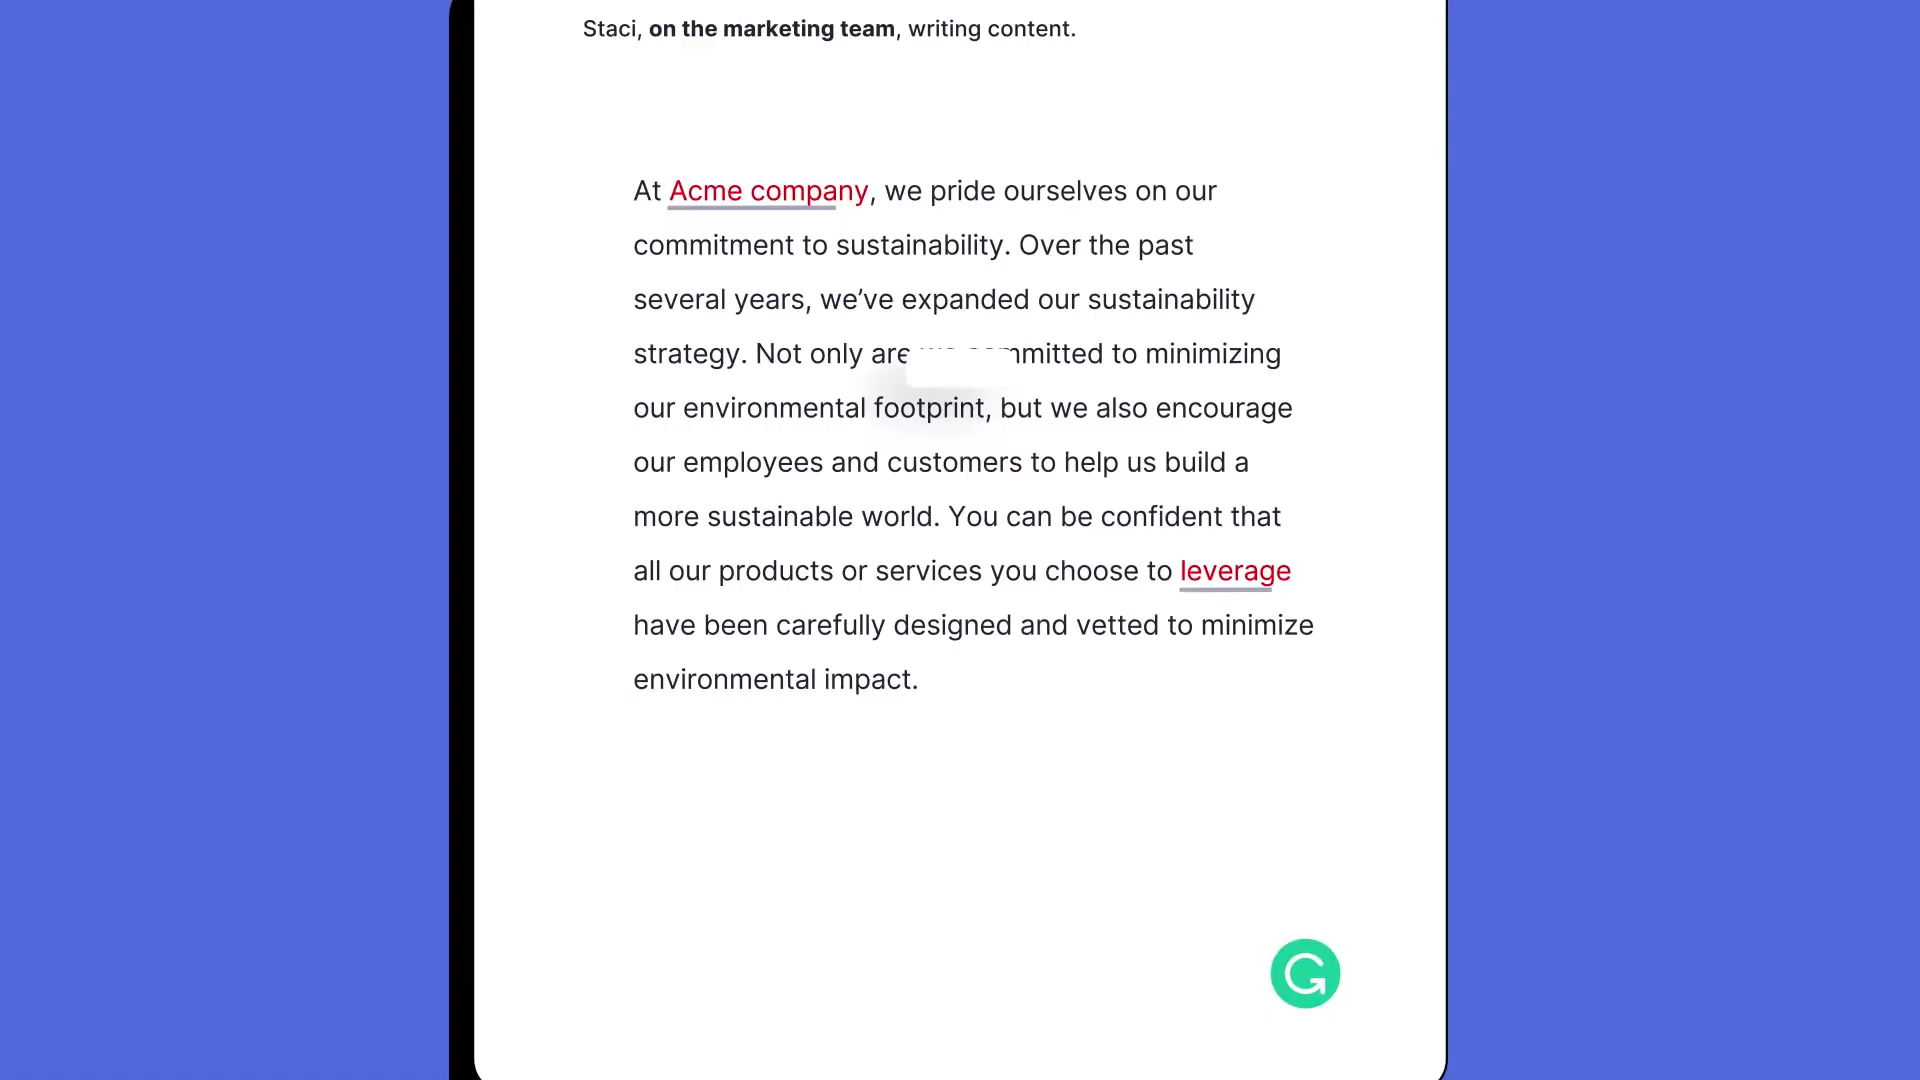 Staci, on the marketing team, writing content.
At Acme company, we pride ourselves on our
commitment to sustainability. Over the past
several years, we’ve expanded our sustainability
strategy. Not only are we committed to minimizing
our environmental footprint, but we also encourage
our employees and customers to help us build a
more sustainable world. You can be confident that
all our products or services you choose to leverage
have been carefully designed and vetted to minimize
environmental impact.